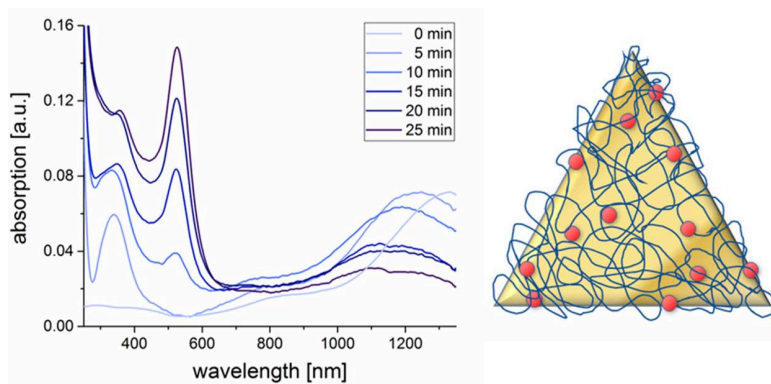 0.16
0.12
0.08
0.04
0.00
absorption [a.u.]
0 min
5 min
10 min
15 min
20 min
25 min
400
600
800
1000
1200
wavelength [nm]